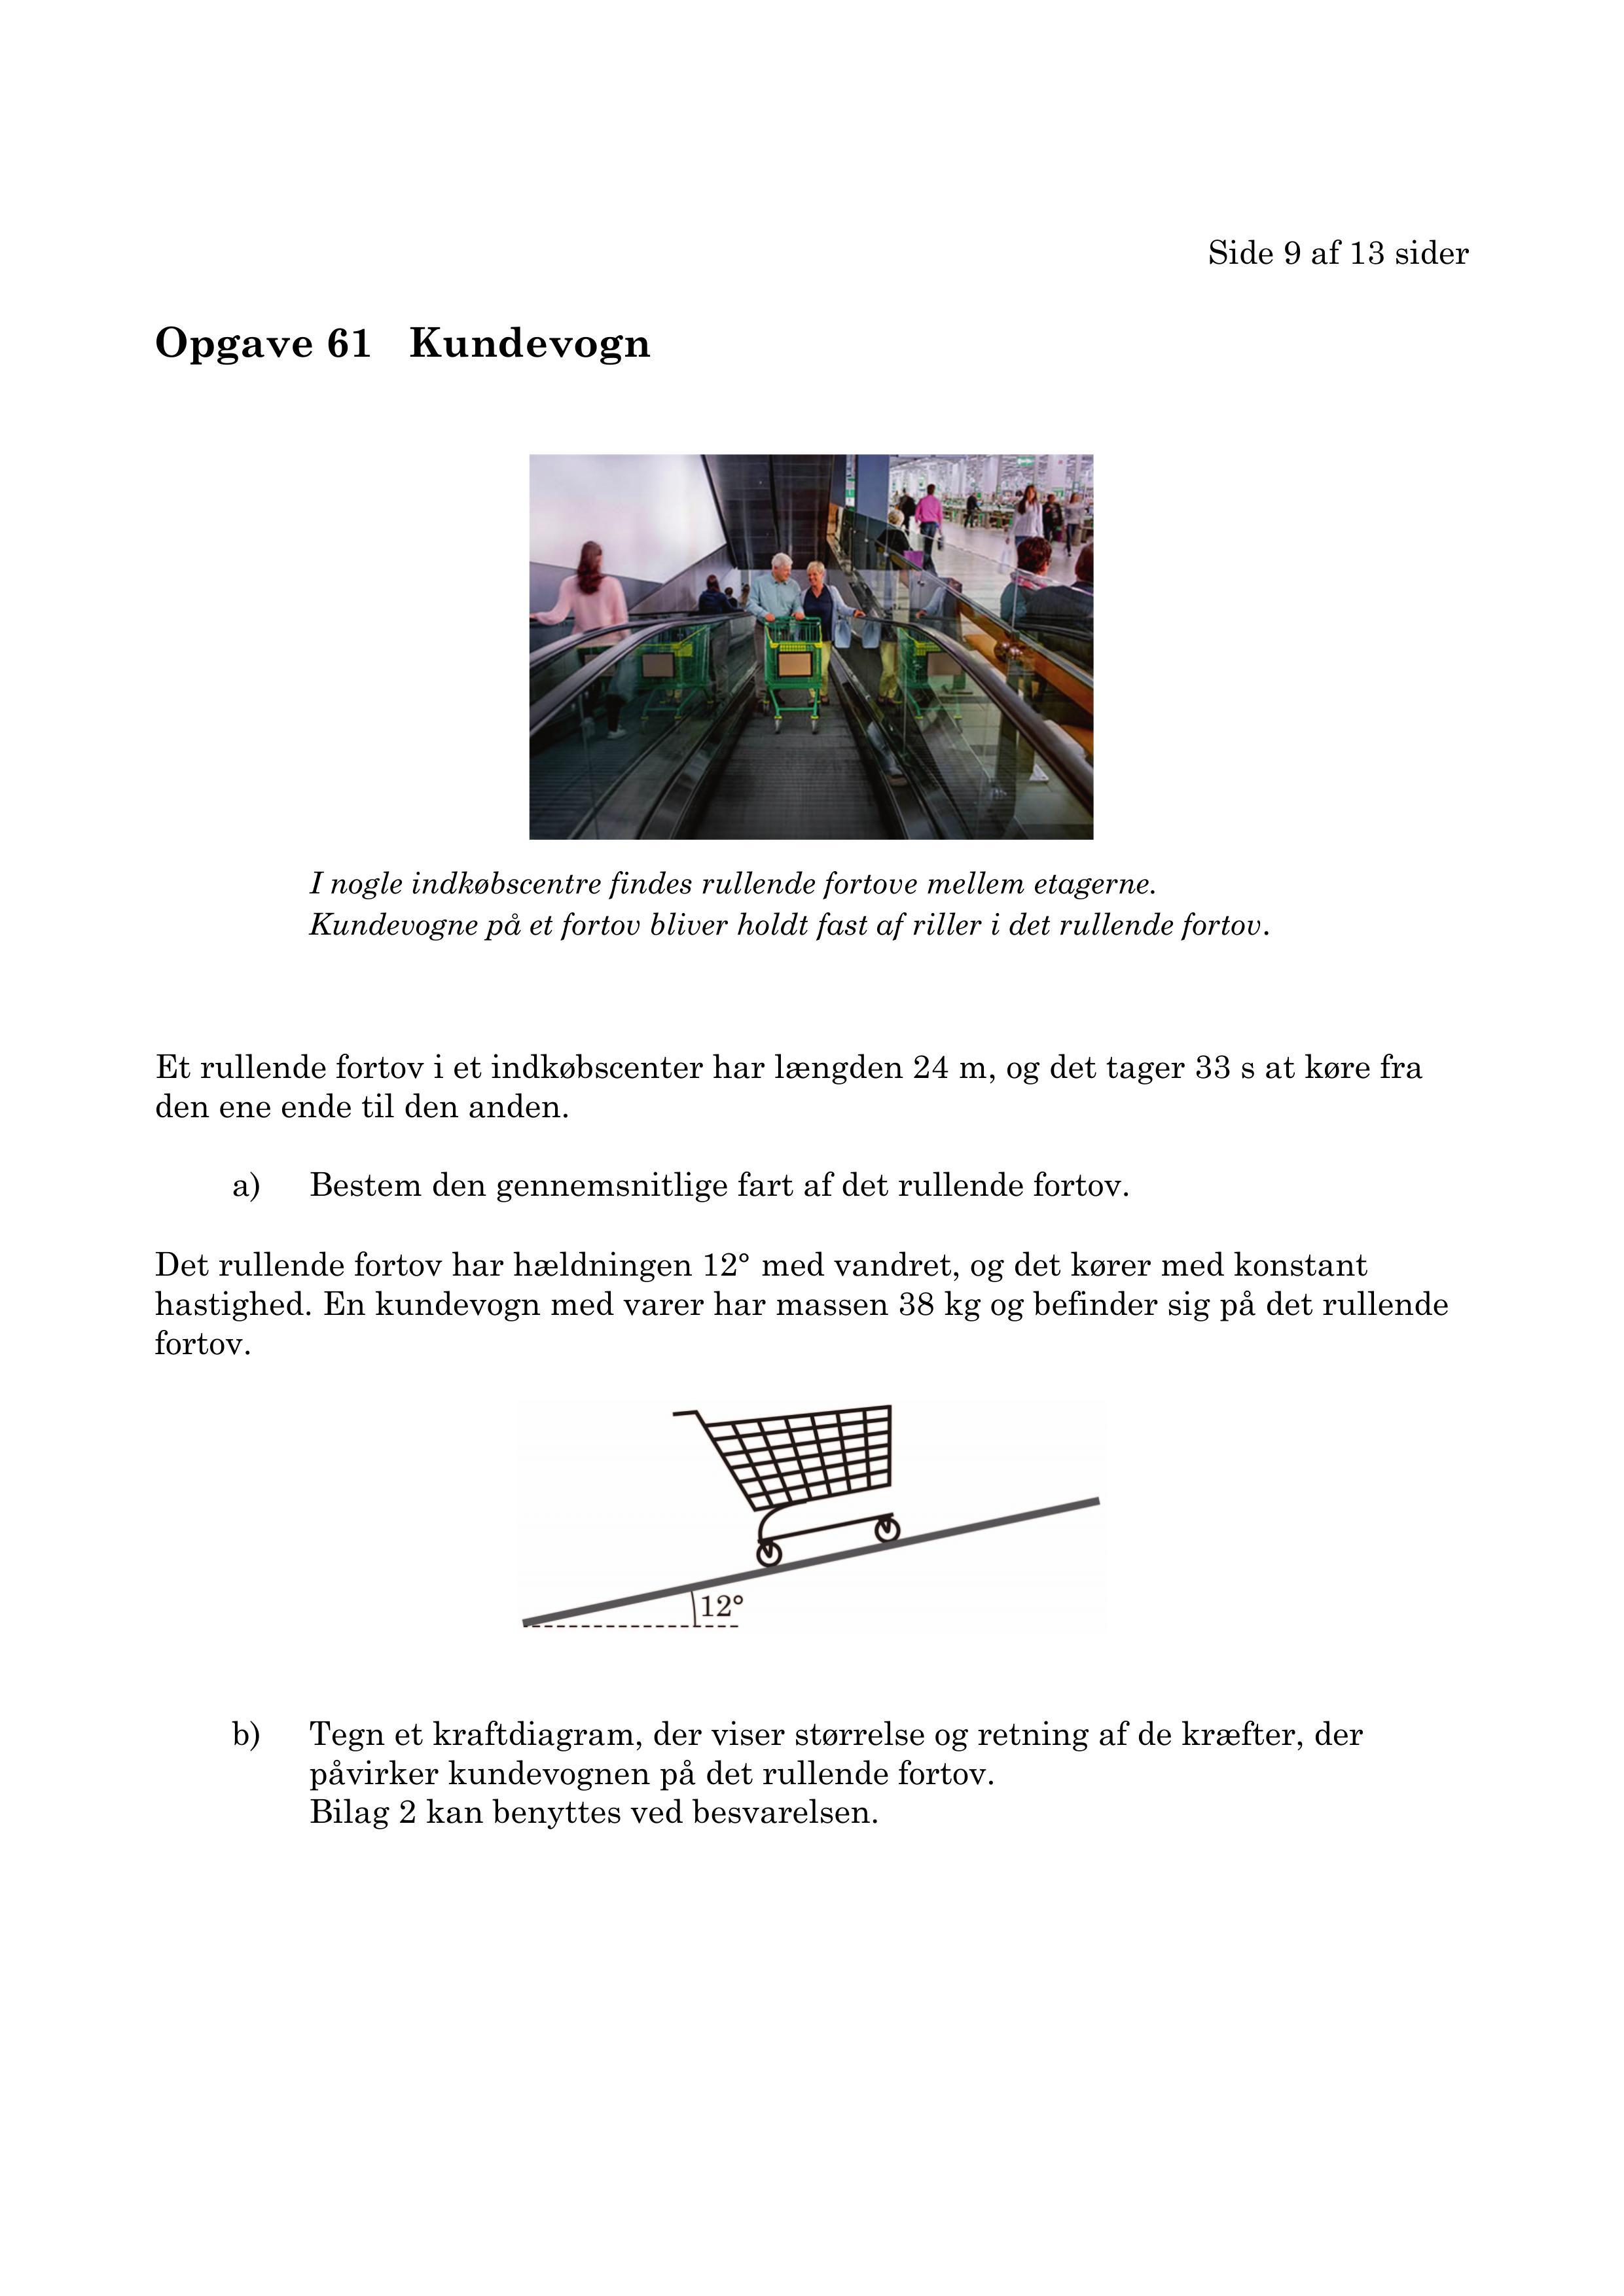 Side 9 af 13 sider
Opgave 61 Kundevogn
I nogle indkøbscentre findes rullende fortove mellem etagerne.
Kundevogne på et fortov bliver holdt fast af riller i det rullende fortov.
Et rullende fortov i et indkøbscenter har længden 24 m, og det tager 33 s at køre fra
den ene ende til den anden.
a) Bestem den gennemsnitlige fart af det rullende fortov.
Det rullende fortov har hældningen 12° med vandret, og det kører med konstant
hastighed. En kundevogn med varer har massen 38 kg og befinder sig på det rullende
fortov.
12°
b) Tegn et kraftdiagram, der viser størrelse og retning af de kræfter, der
påvirker kundevognen på det rullende fortov.
Bilag 2 kan benyttes ved besvarelsen.